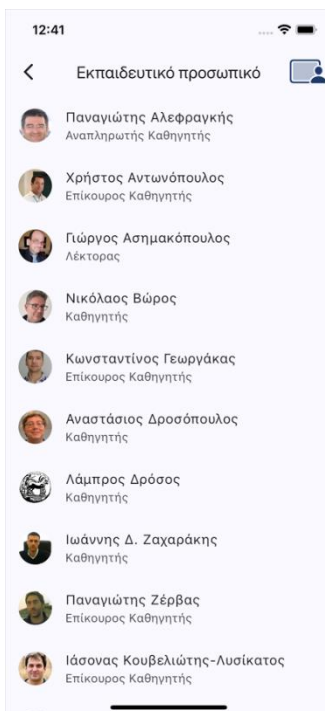 12:41
Εκπαιδευτικό προσωπικό
Παναγιώτης Αλεφραγκής
Αναπληρωτής Καθηγητής
Χρήστος Αντωνόπουλος
Επίκουρος Καθηγητής
Γιώργος Ασημακόπουλος
Λέκτορας
Νικόλαος Βώρος
Καθηγητής
Κωνσταντίνος Γεωργάκας
Επίκουρος Καθηγητής
Αναστάσιος Δροσόπουλος
Καθηγητής
Λάμπρος Δρόσος
Καθηγητής
Ιωάννης Δ. Ζαχαράκης
Καθηγητής
Παναγιώτης Ζέρβας
Επίκουρος Καθηγητής
Ιάσονας Κουβελιώτης-Λυσίκατος
Επίκουρος Καθηγητής